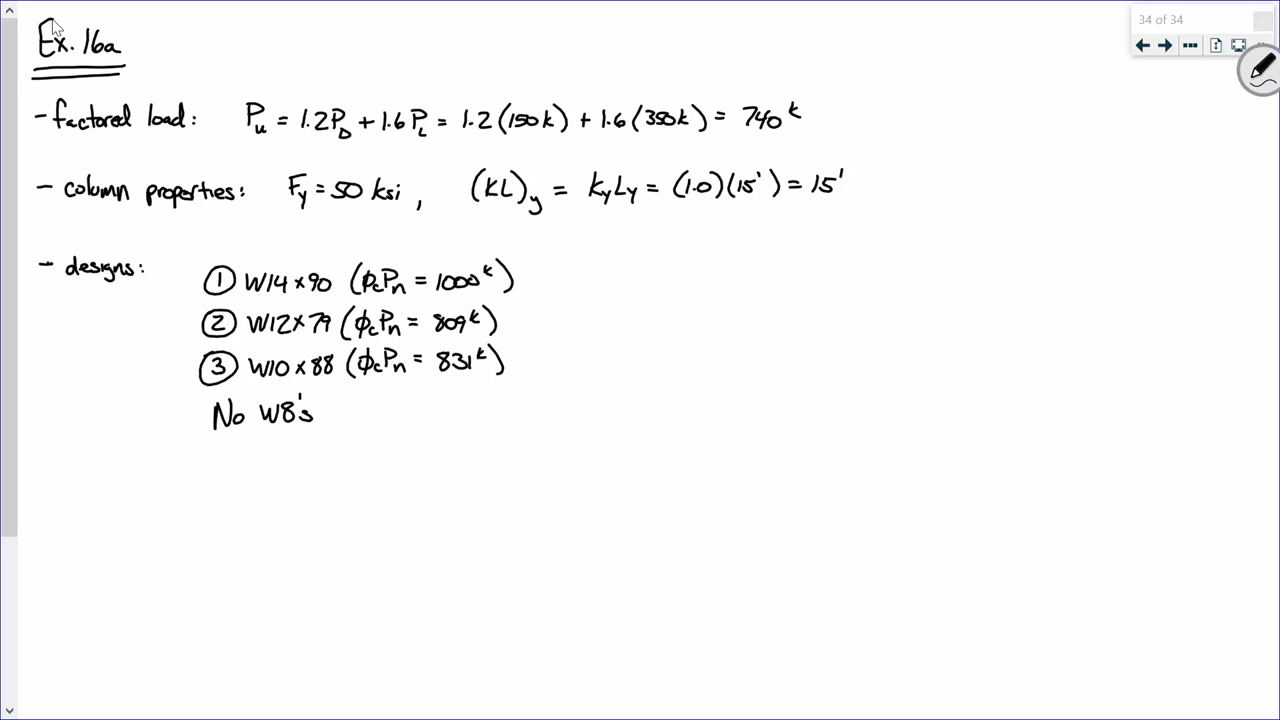 34 of 34
Ex. 16a
- factored load: Pu = 1.2PD + 1.6PL = 1.2(150k) + 1.6(350k) = 740k
- column properties: Fy = 50 ksi, (KL)y = KyLy = (1.0)(15') = 15'
- designs:
① W14×90 (ϕcPn = 1000k)
② W12×79 (ϕcPn = 809k)
③ W10×88 (ϕcPn = 831k)
No W8's